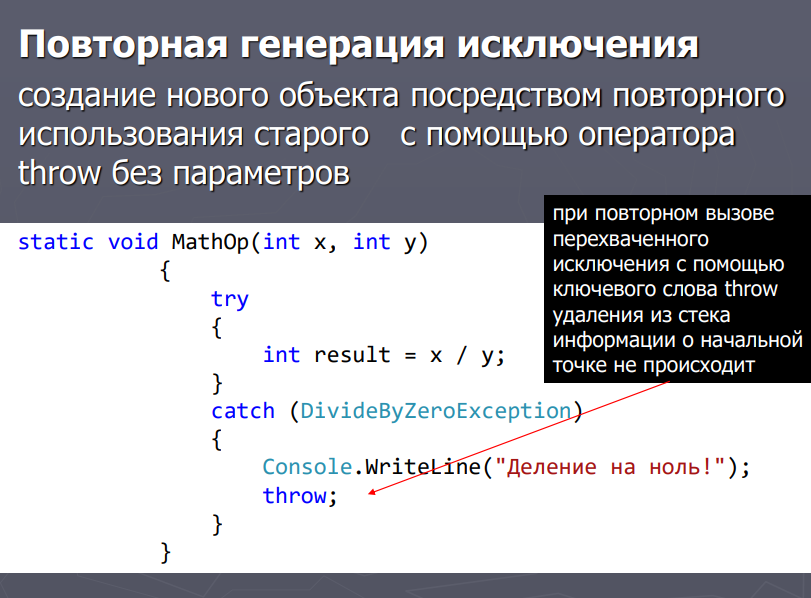 Повторная генерация исключения
создание нового объекта посредством повторного
использования старого с помощью оператора
throw без параметров
при повторном вызове
перехваченного
исключения с помощью
ключевого слова throw
удаления из стека
информации о начальной
точке не происходит
static void MathOp(int x, int y)
{
try
{
int result = x / y;
}
catch (DivideByZeroException)
{
Console.WriteLine("Деление на ноль!");
throw;
}
}